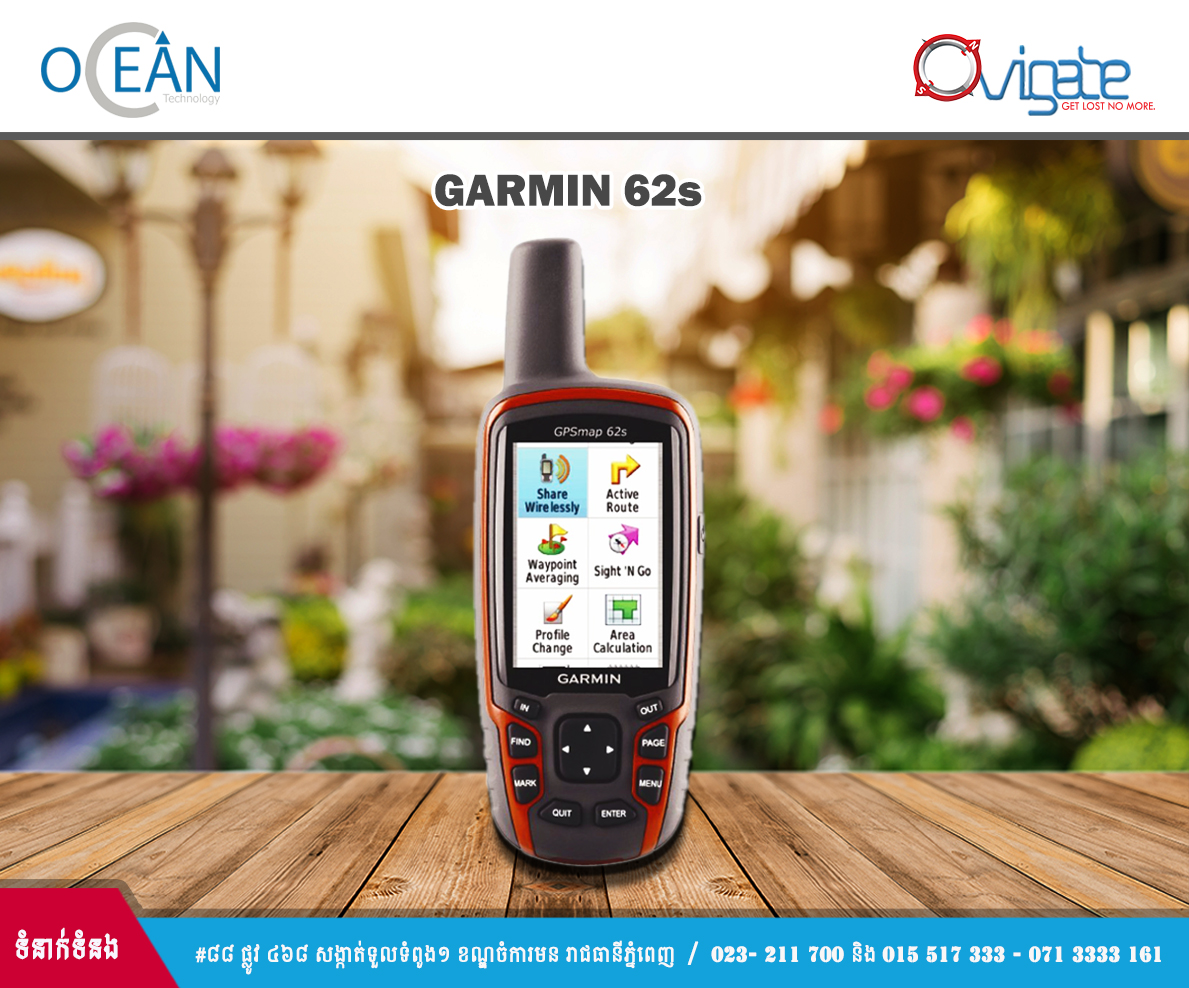 OCEAN
Technology
Ovigate
GET LOST NO MORE.
GARMIN 62s
GPSmap 62s
Share Active
Wirelessly Route
Waypoint
Averaging Sight 'N Go
Profile Area
Change Calculation
GARMIN
IN OUT
FIND PAGE
MARK MENU
QUIT ENTER
ទំនាក់ទំនង
#៨៨ ផ្លូវ ៤៦៨ សង្កាត់ទួលទំពូង១ ខណ្ឌចំការមន រាជធានីភ្នំពេញ / 023- 211 700 និង 015 517 333 - 071 3333 161